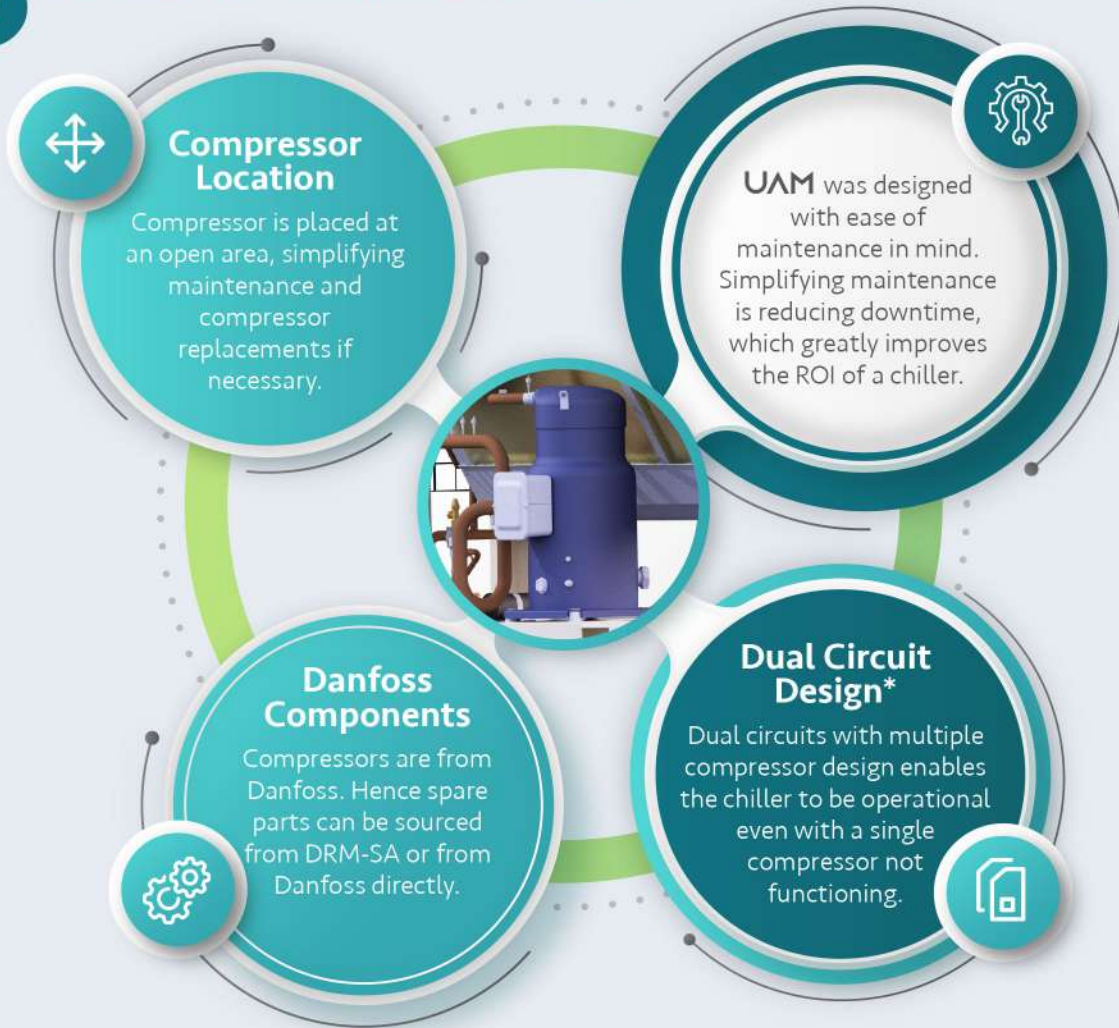 Compressor
Location
Compressor is placed at
an open area, simplifying
maintenance and
compressor
replacements if
necessary.
UAM was designed
with ease of
maintenance in mind.
Simplifying maintenance
is reducing downtime,
which greatly improves
the ROI of a chiller.
Danfoss
Components
Compressors are from
Danfoss. Hence spare
parts can be sourced
from DRM-SA or from
Danfoss directly.
Dual Circuit
Design*
Dual circuits with multiple
compressor design enables
the chiller to be operational
even with a single
compressor not
functioning.